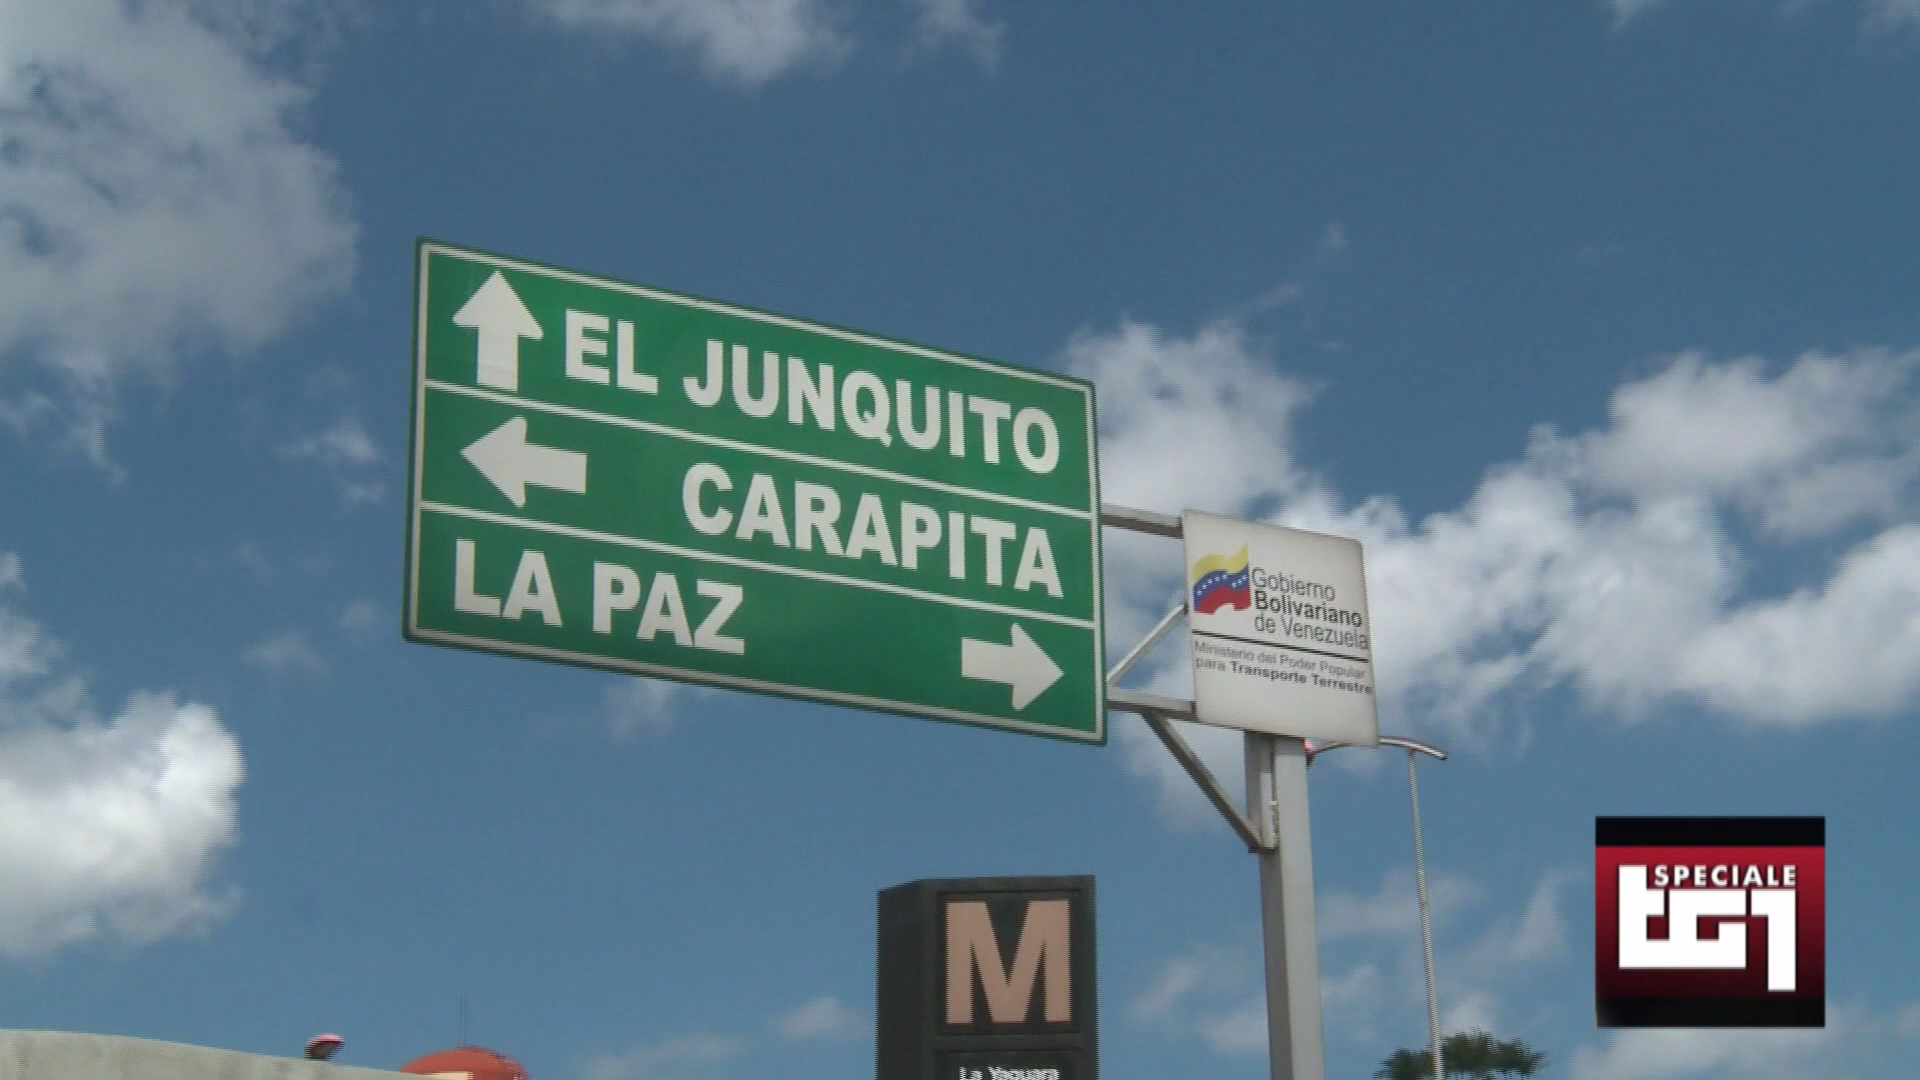 EL JUNQUITO
CARAPITA
LA PAZ
Gobierno
Bolivariano
de Venezuela
Ministerio del Poder Popular
para Transporte Terrestre
M
La Yaguara
SPECIALE
TG1